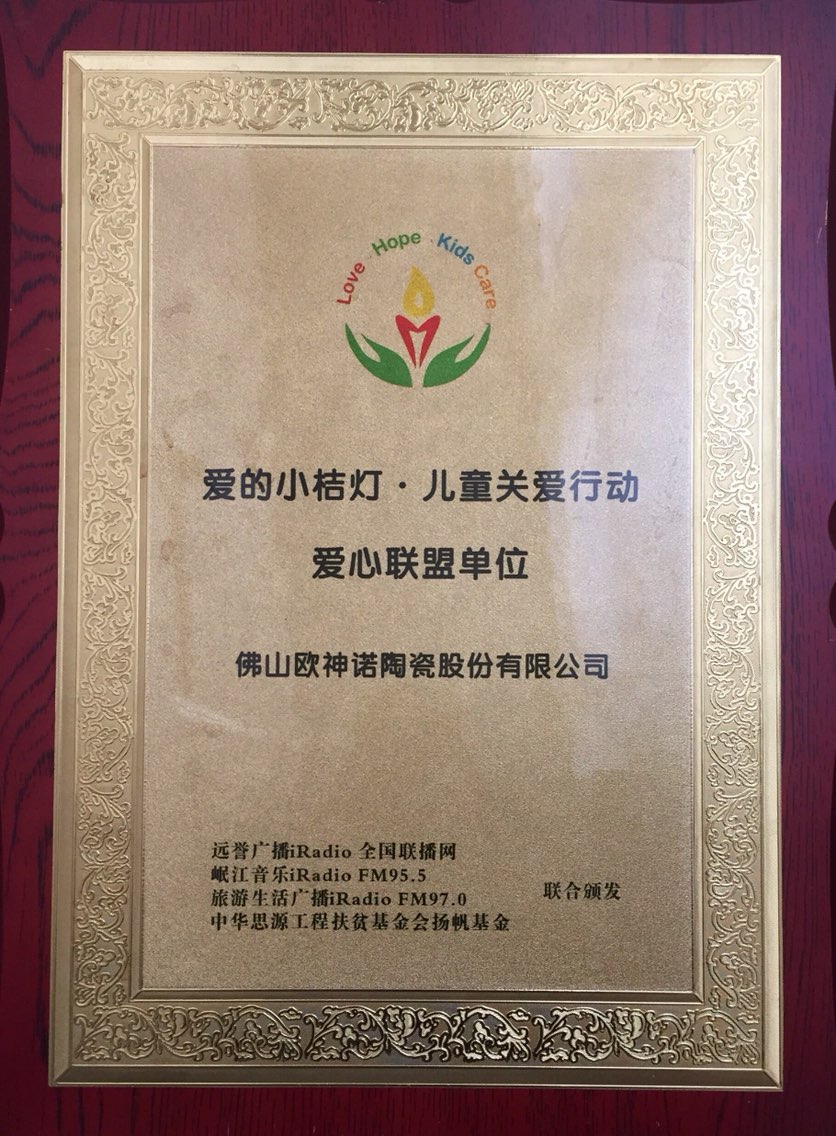 Love Hope Kids Care
爱的小桔灯·儿童关爱行动
爱心联盟单位
佛山欧神诺陶瓷股份有限公司
远誉广播iRadio 全国联播网
岷江音乐iRadio FM95.5
旅游生活广播iRadio FM97.0
中华思源工程扶贫基金会扬帆基金
联合颁发